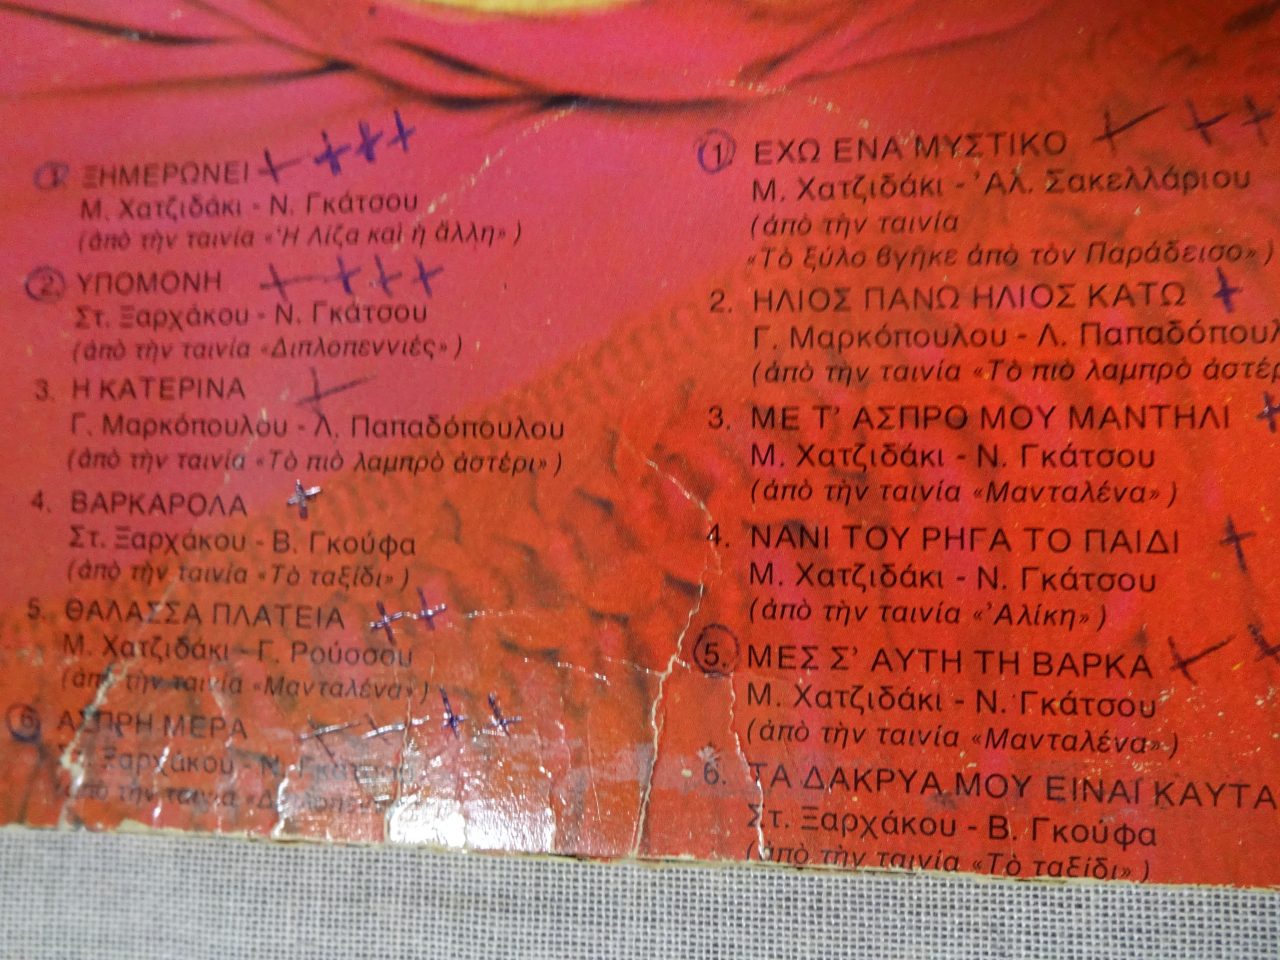 1. ΞΗΜΕΡΩΝΕΙ
Μ. Χατζιδάκι - Ν. Γκάτσου
(ἀπὸ τὴν ταινία «Ἡ Λίζα καὶ ἡ ἄλλη»)
2. ΥΠΟΜΟΝΗ
Στ. Ξαρχάκου - Ν. Γκάτσου
(ἀπὸ τὴν ταινία «Διπλοπεννιές»)
3. Η ΚΑΤΕΡΙΝΑ
Γ. Μαρκόπουλου - Λ. Παπαδόπουλου
(ἀπὸ τὴν ταινία «Τὸ πιὸ λαμπρὸ ἀστέρι»)
4. ΒΑΡΚΑΡΟΛΑ
Στ. Ξαρχάκου - Β. Γκούφα
(ἀπὸ τὴν ταινία «Τὸ ταξίδι»)
5. ΘΑΛΑΣΣΑ ΠΛΑΤΕΙΑ
Μ. Χατζιδάκι - Γ. Ρούσσου
(ἀπὸ τὴν ταινία «Μανταλένα»)
6 ΑΣΠΡΗ ΜΕΡΑ
Ξαρχάκου - Ν. Γκάτσου
(ἀπὸ τὴν ταινία
1 ΕΧΩ ΕΝΑ ΜΥΣΤΙΚΟ
Μ. Χατζιδάκι - Ἀλ. Σακελλάριου
(ἀπὸ τὴν ταινία
«Τὸ ξύλο βγῆκε ἀπὸ τὸν Παράδεισο»)
2. ΗΛΙΟΣ ΠΑΝΩ ΗΛΙΟΣ ΚΑΤΩ
Γ. Μαρκόπουλου - Λ. Παπαδόπουλ
(ἀπὸ τὴν ταινία «Τὸ πιὸ λαμπρὸ ἀστέρ
3. ΜΕ Τ' ΑΣΠΡΟ ΜΟΥ ΜΑΝΤΗΛΙ
Μ. Χατζιδάκι - Ν. Γκάτσου
(ἀπὸ τὴν ταινία «Μανταλένα»)
4. ΝΑΝΙ ΤΟΥ ΡΗΓΑ ΤΟ ΠΑΙΔΙ
Μ. Χατζιδάκι - Ν. Γκάτσου
(ἀπὸ τὴν ταινία «Ἀλίκη»)
5. ΜΕΣ Σ' ΑΥΤΗ ΤΗ ΒΑΡΚΑ
Μ. Χατζιδάκι - Ν. Γκάτσου
(ἀπὸ τὴν ταινία «Μανταλένα»)
6. ΤΑ ΔΑΚΡΥΑ ΜΟΥ ΕΙΝΑΙ ΚΑΥΤΑ
Στ. Ξαρχάκου - Β. Γκούφα
(ἀπὸ τὴν ταινία «Τὸ ταξίδι»)